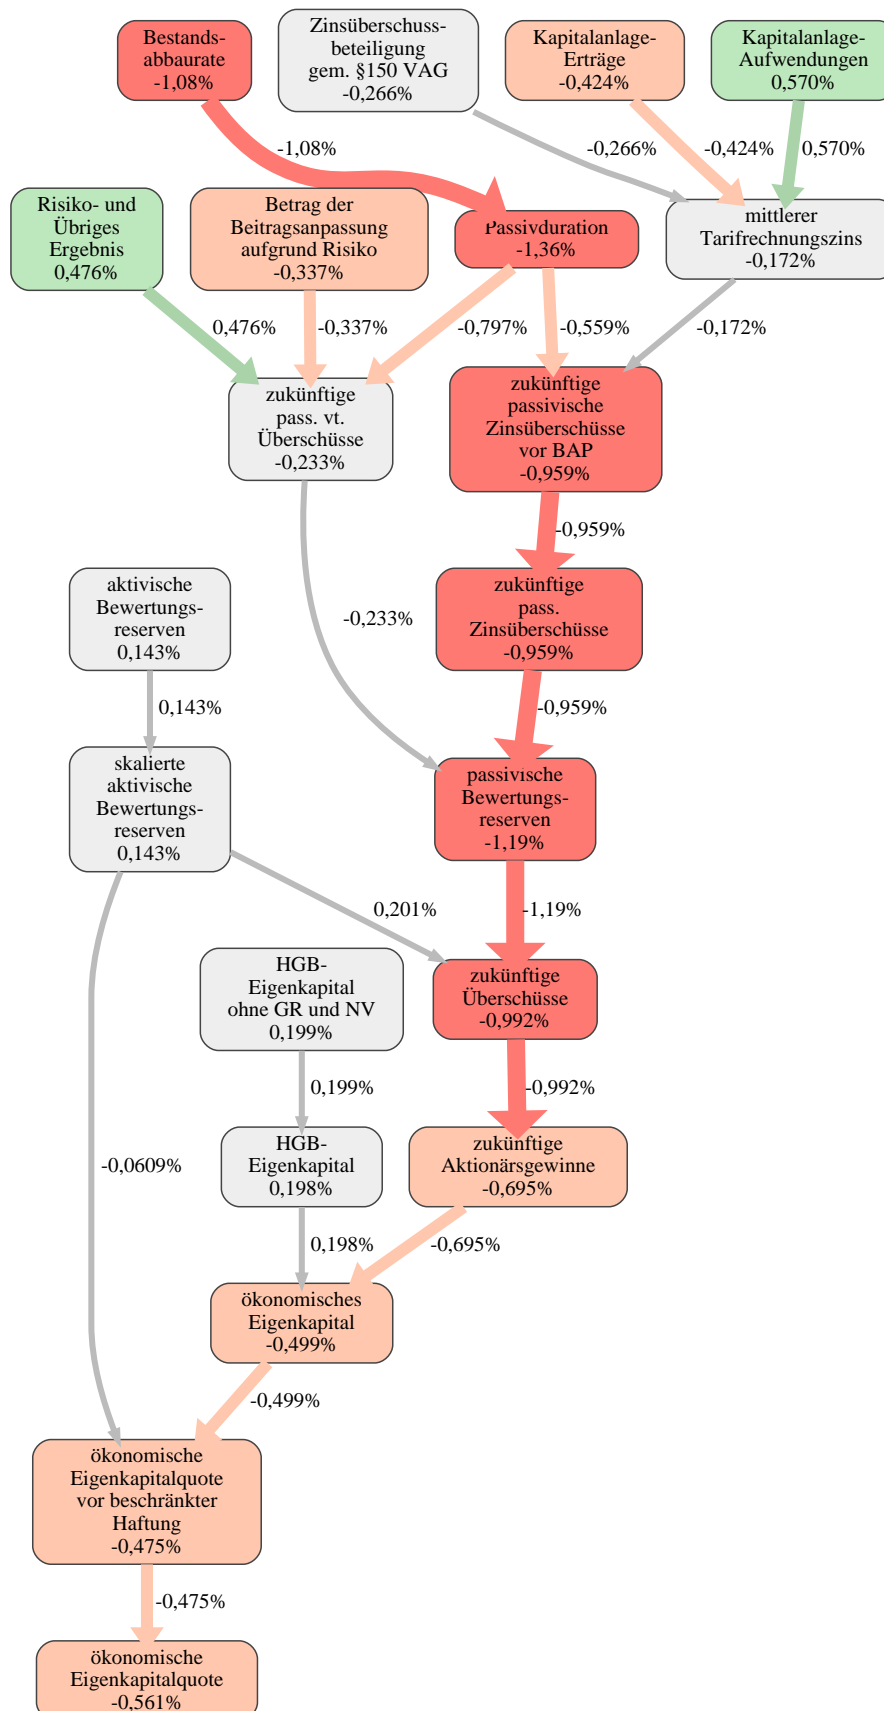 Bestands-
abbaurate
-1,08%
Zinsüberschuss-
beteiligung
gem. §150 VAG
-0,266%
Kapitalanlage-
Erträge
-0,424%
Kapitalanlage-
Aufwendungen
0,570%
-1,08%
-0,266%
-0,424%
0,570%
Risiko- und
Übriges
Ergebnis
0,476%
Betrag der
Beitragsanpassung
aufgrund Risiko
-0,337%
Passivduration
-1,36%
mittlerer
Tarifrechnungszins
-0,172%
0,476%
-0,337%
-0,797%
-0,559%
-0,172%
zukünftige
pass. vt.
Überschüsse
-0,233%
zukünftige
passivische
Zinsüberschüsse
vor BAP
-0,959%
-0,959%
aktivische
Bewertungs-
reserven
0,143%
-0,233%
zukünftige
pass.
Zinsüberschüsse
-0,959%
0,143%
-0,959%
skalierte
aktivische
Bewertungs-
reserven
0,143%
passivische
Bewertungs-
reserven
-1,19%
0,201%
-1,19%
HGB-
Eigenkapital
ohne GR und NV
0,199%
zukünftige
Überschüsse
-0,992%
0,199%
-0,992%
-0,0609%
HGB-
Eigenkapital
0,198%
zukünftige
Aktionärsgewinne
-0,695%
0,198%
-0,695%
ökonomisches
Eigenkapital
-0,499%
-0,499%
ökonomische
Eigenkapitalquote
vor beschränkter
Haftung
-0,475%
-0,475%
ökonomische
Eigenkapitalquote
-0,561%